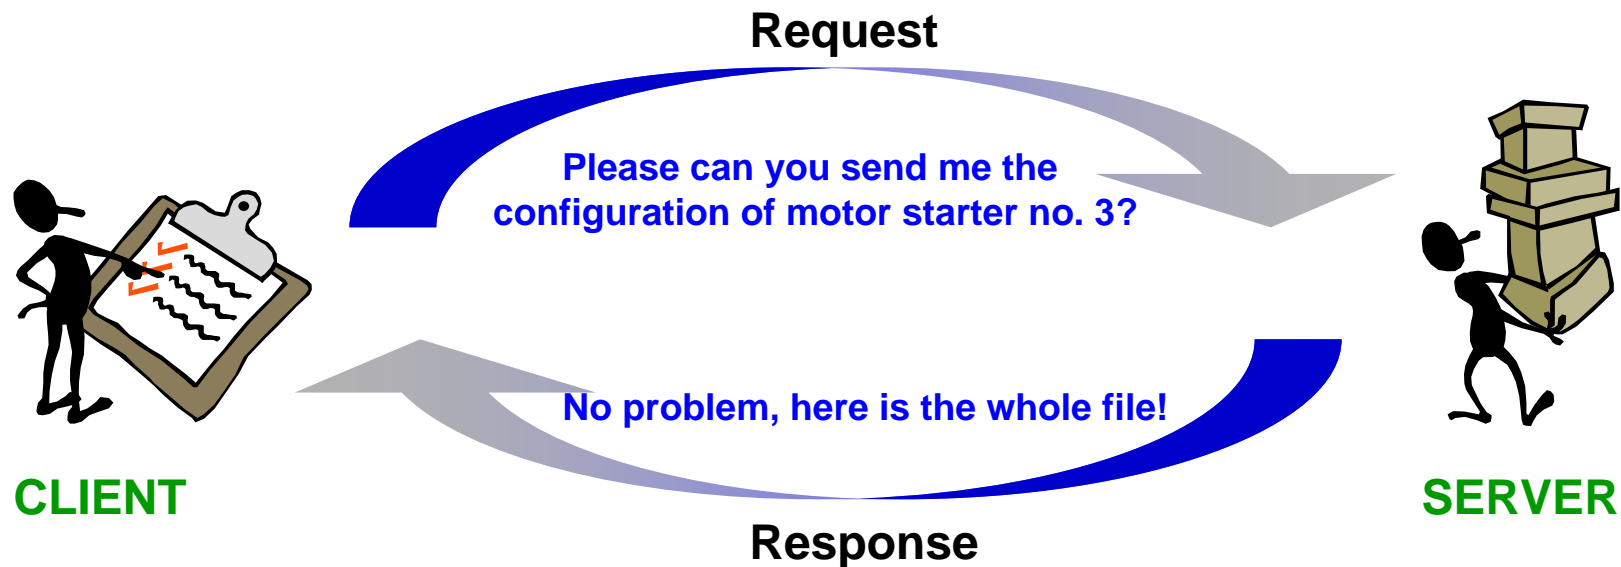 Request
Please can you send me the
configuration of motor starter no. 3?
No problem, here is the whole file!
CLIENT
SERVER
Response